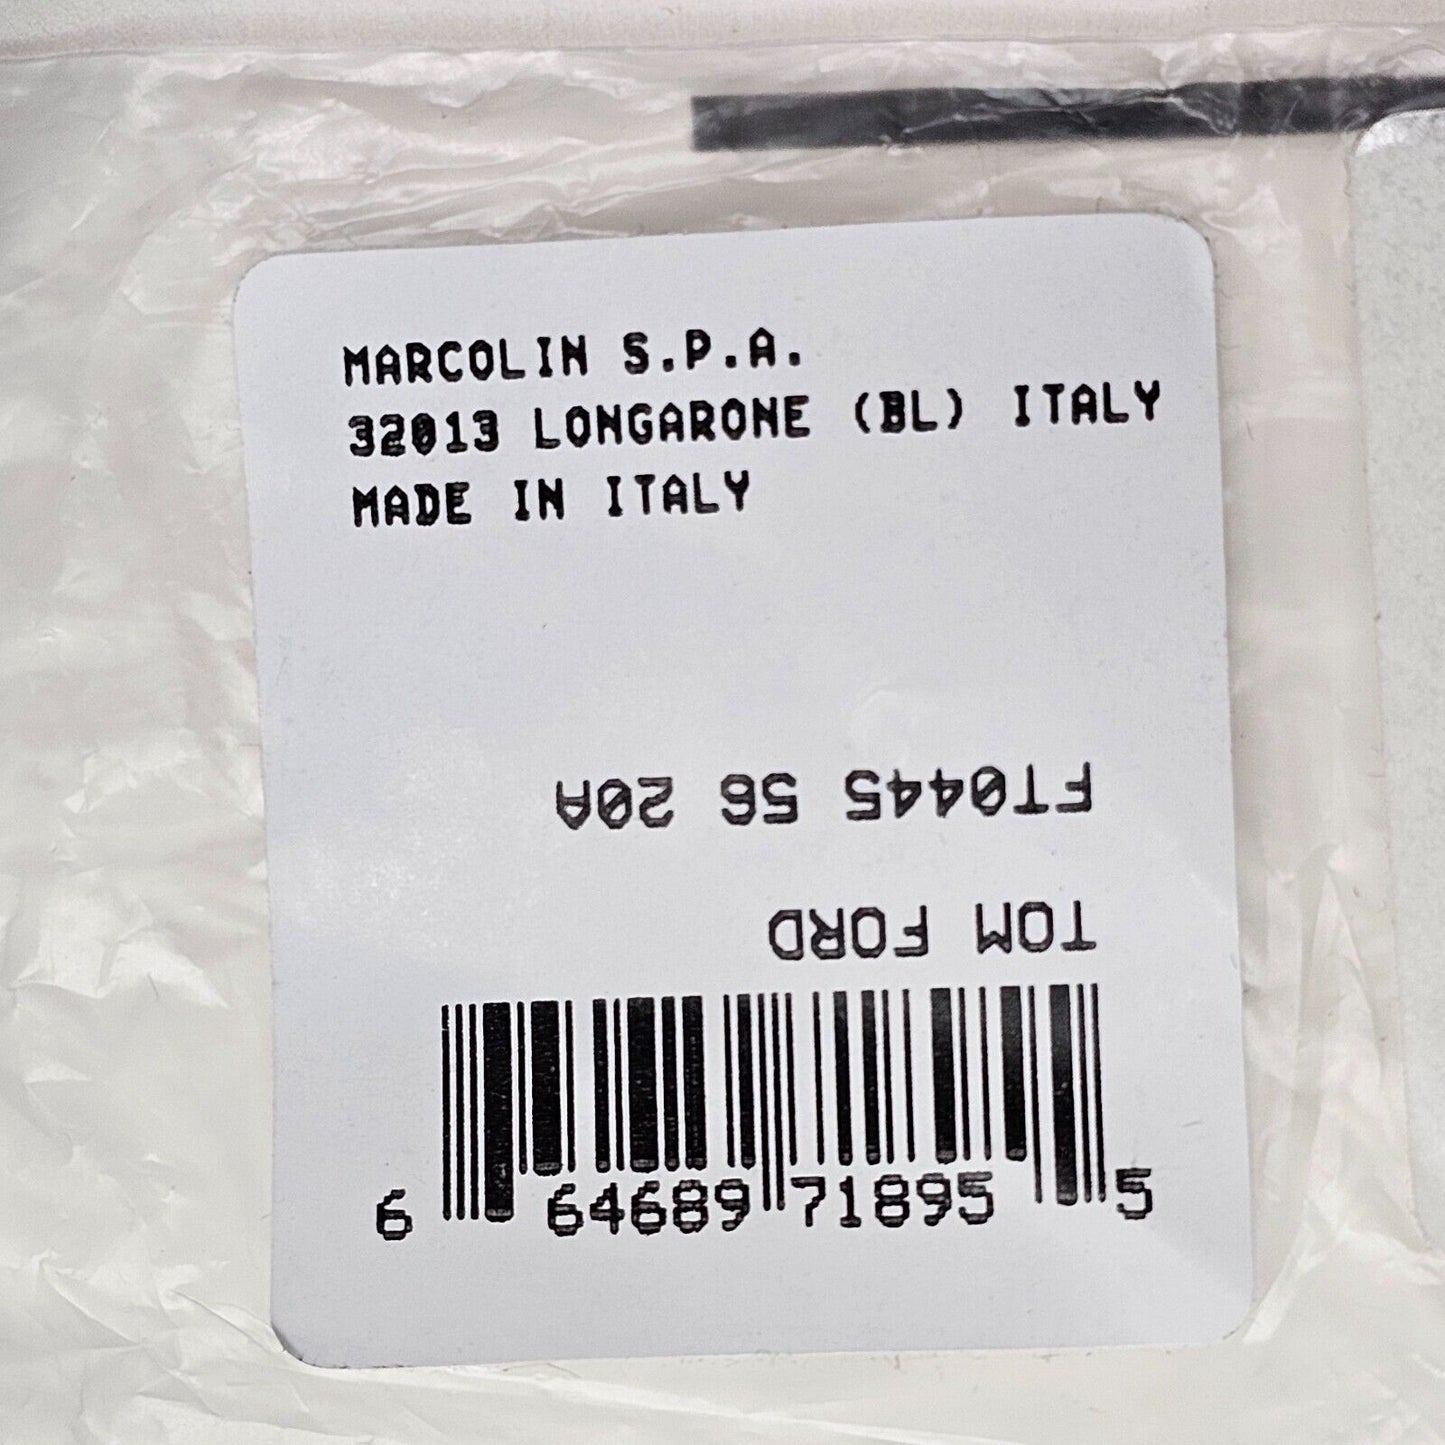 MARCOLIN S.P.A.
32013 LONGARONE (BL) ITALY
MADE IN ITALY
FT0445 56 20A
TOM FORD
6 64689 71895 5